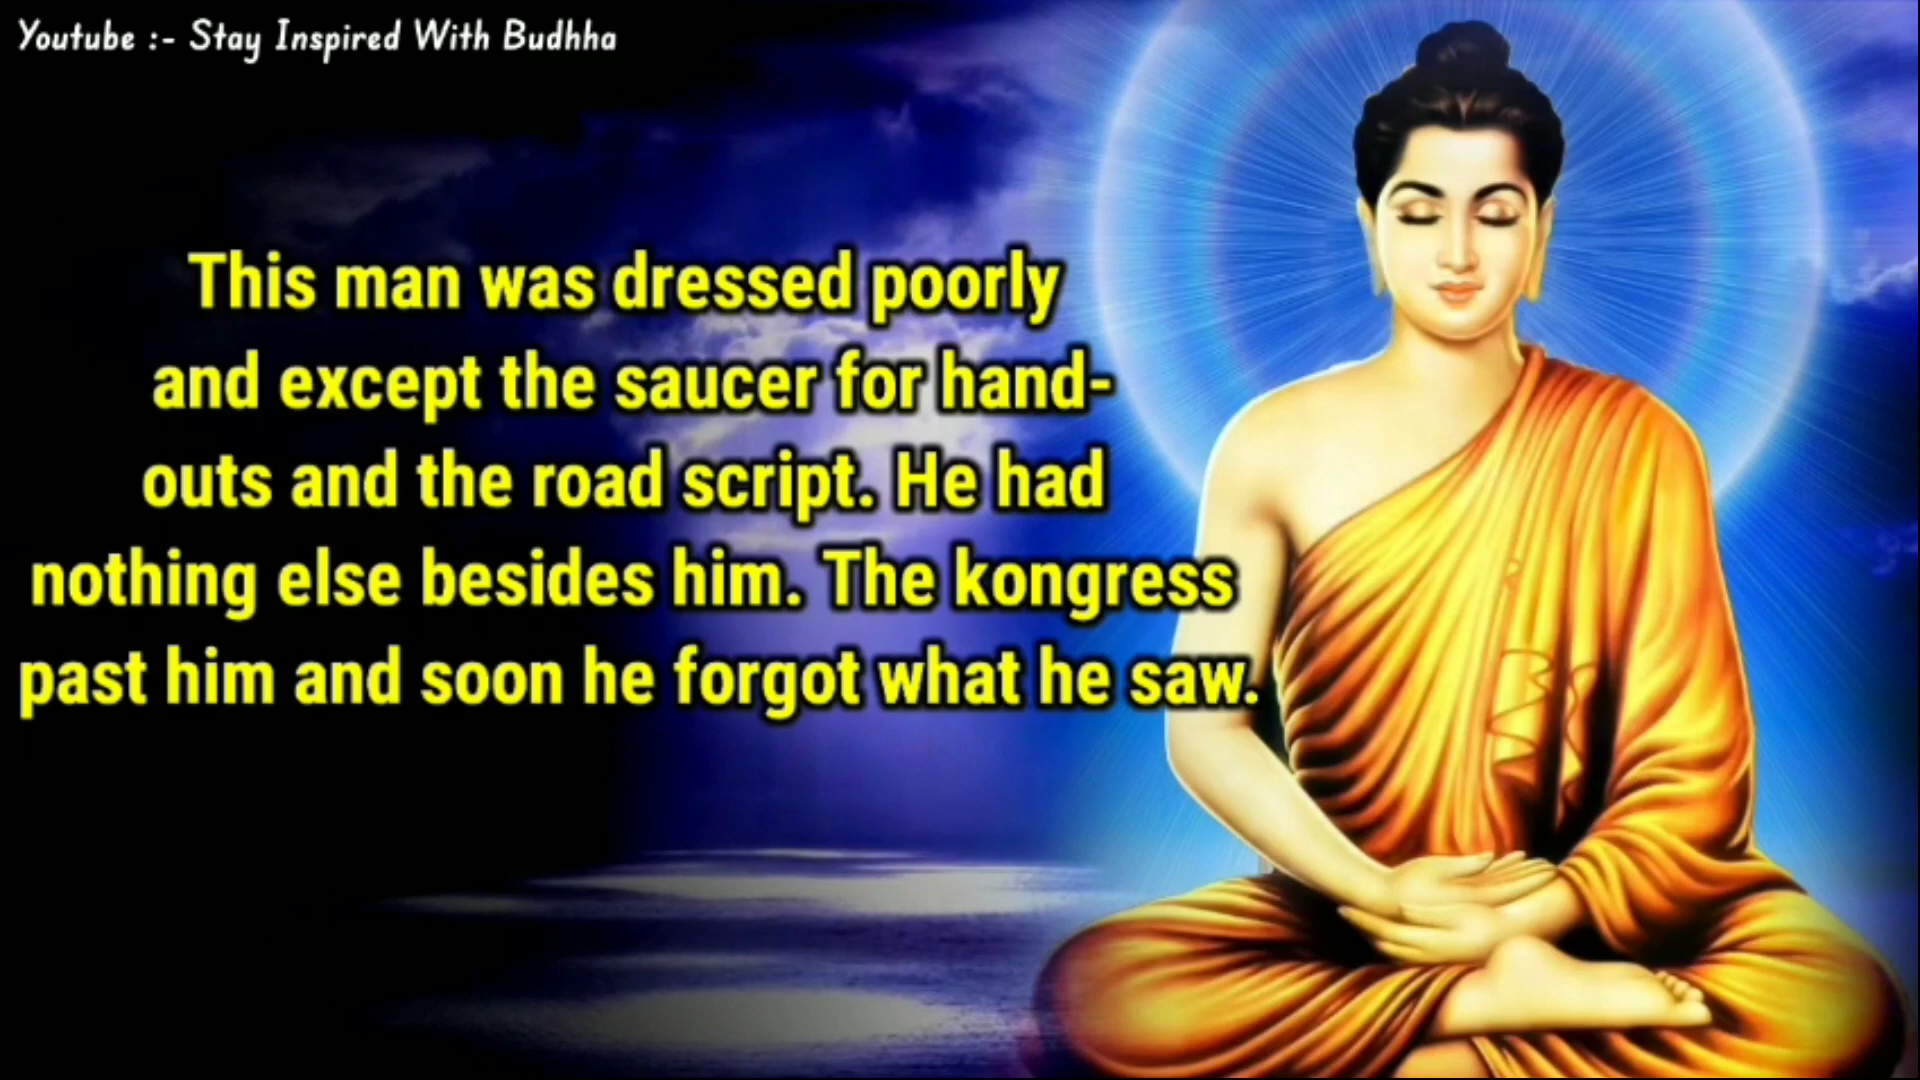 Youtube :- Stay Inspired With Budhha
This man was dressed poorly
and except the saucer for hand-
outs and the road script. He had
nothing else besides him. The kongress
past him and soon he forgot what he saw.